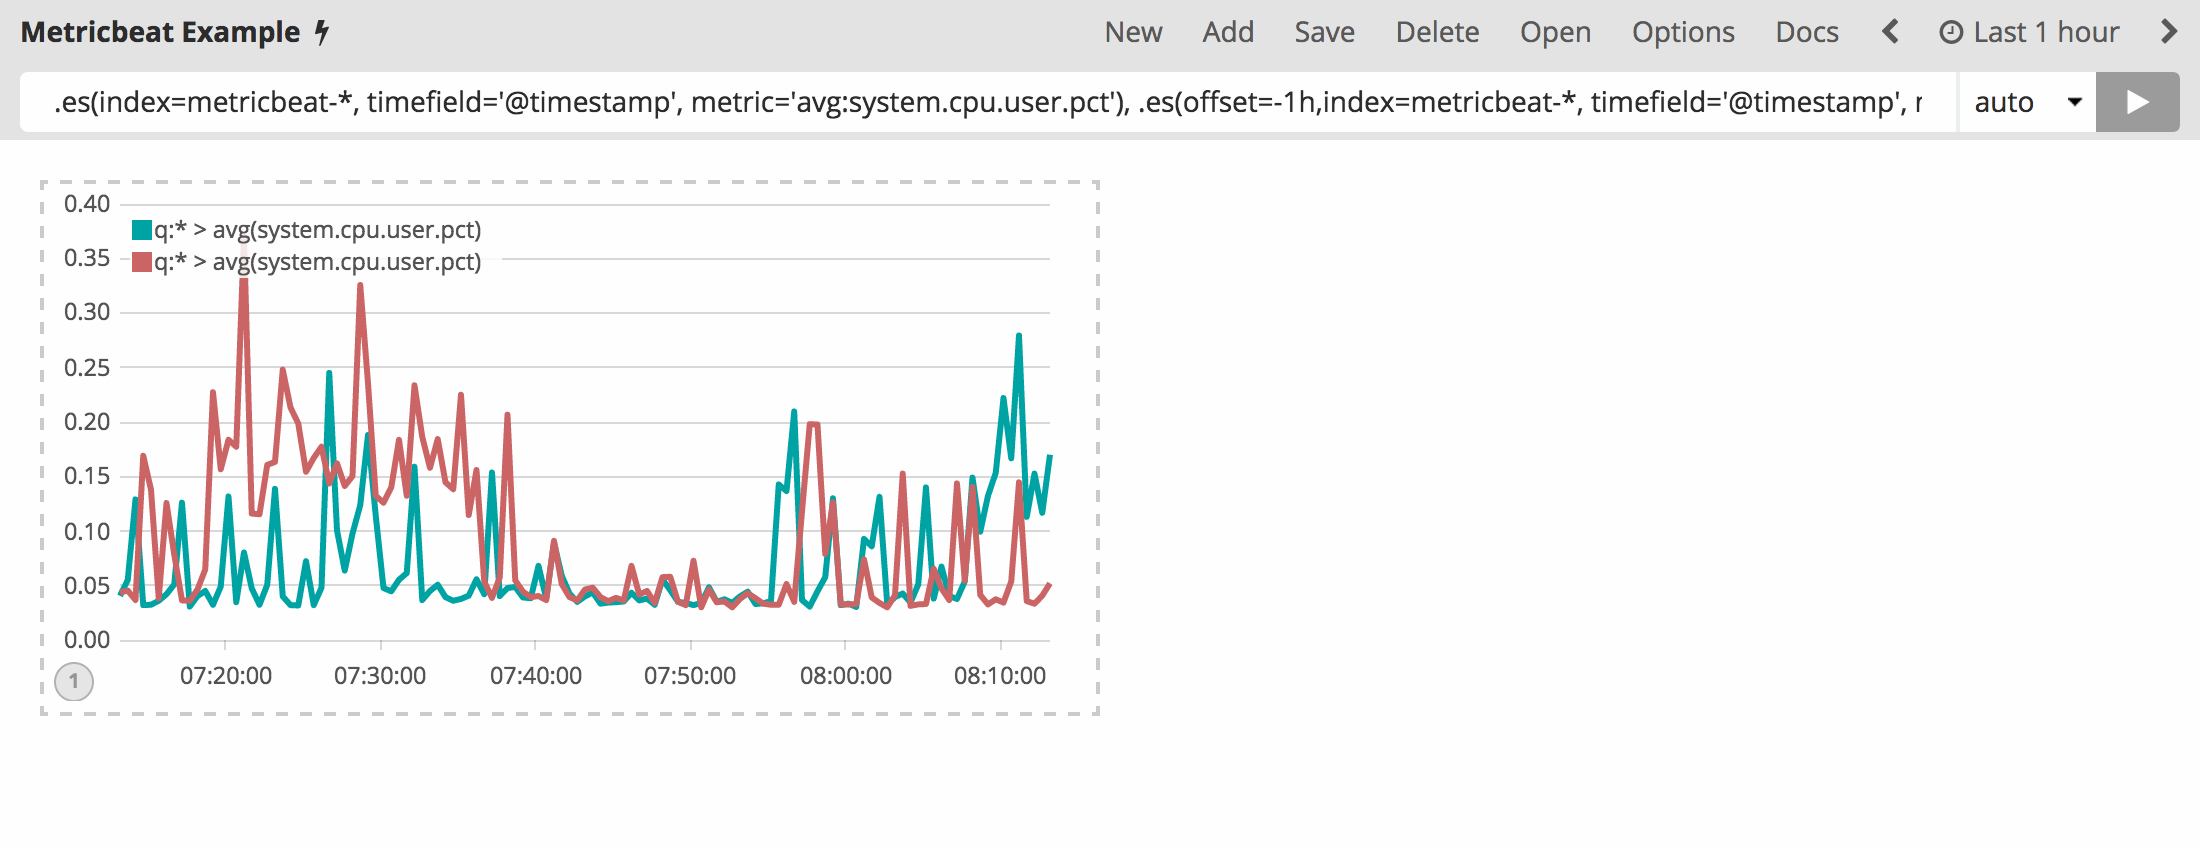 Metricbeat Example New Add Save Delete Open Options Docs Last 1 hour
.es(index=metricbeat-*, timefield='@timestamp', metric='avg:system.cpu.user.pct'), .es(offset=-1h,index=metricbeat-*, timefield='@timestamp', auto
0.40
q:* > avg(system.cpu.user.pct)
0.35
q:* > avg(system.cpu.user.pct)
0.30
0.25
0.20
0.15
0.10
0.05
0.00
07:20:00 07:30:00 07:40:00 07:50:00 08:00:00 08:10:00
1